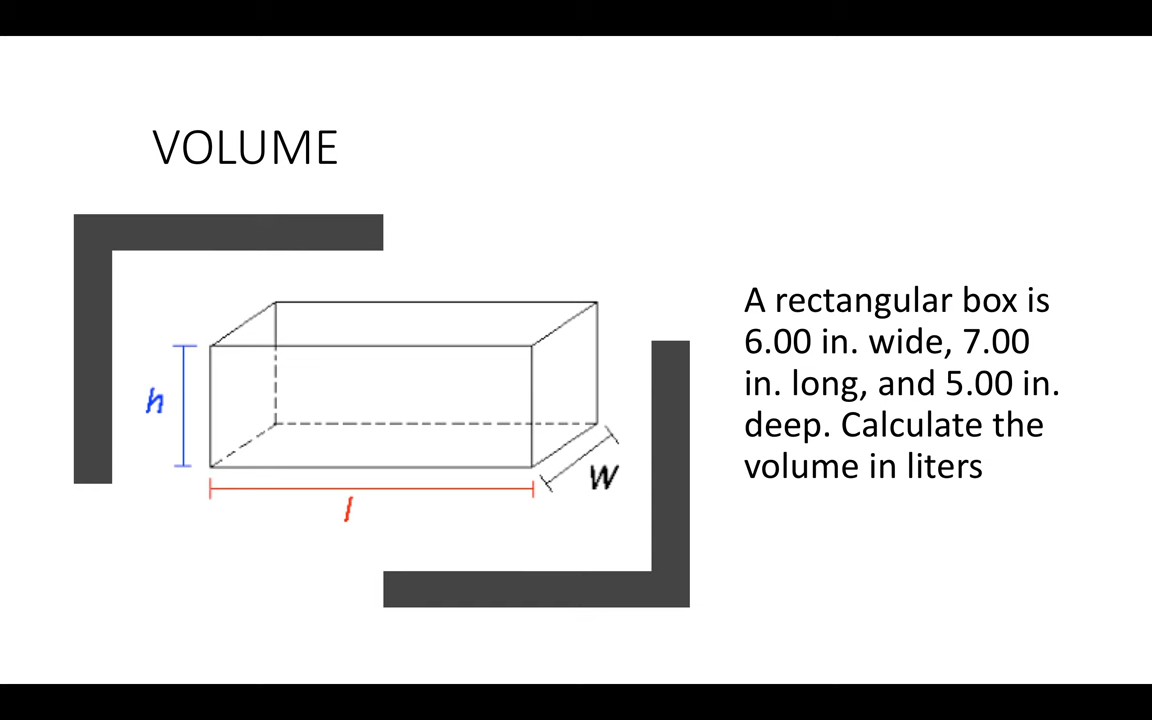 VOLUME
h
l
W
A rectangular box is
6.00 in. wide, 7.00
in. long, and 5.00 in.
deep. Calculate the
volume in liters